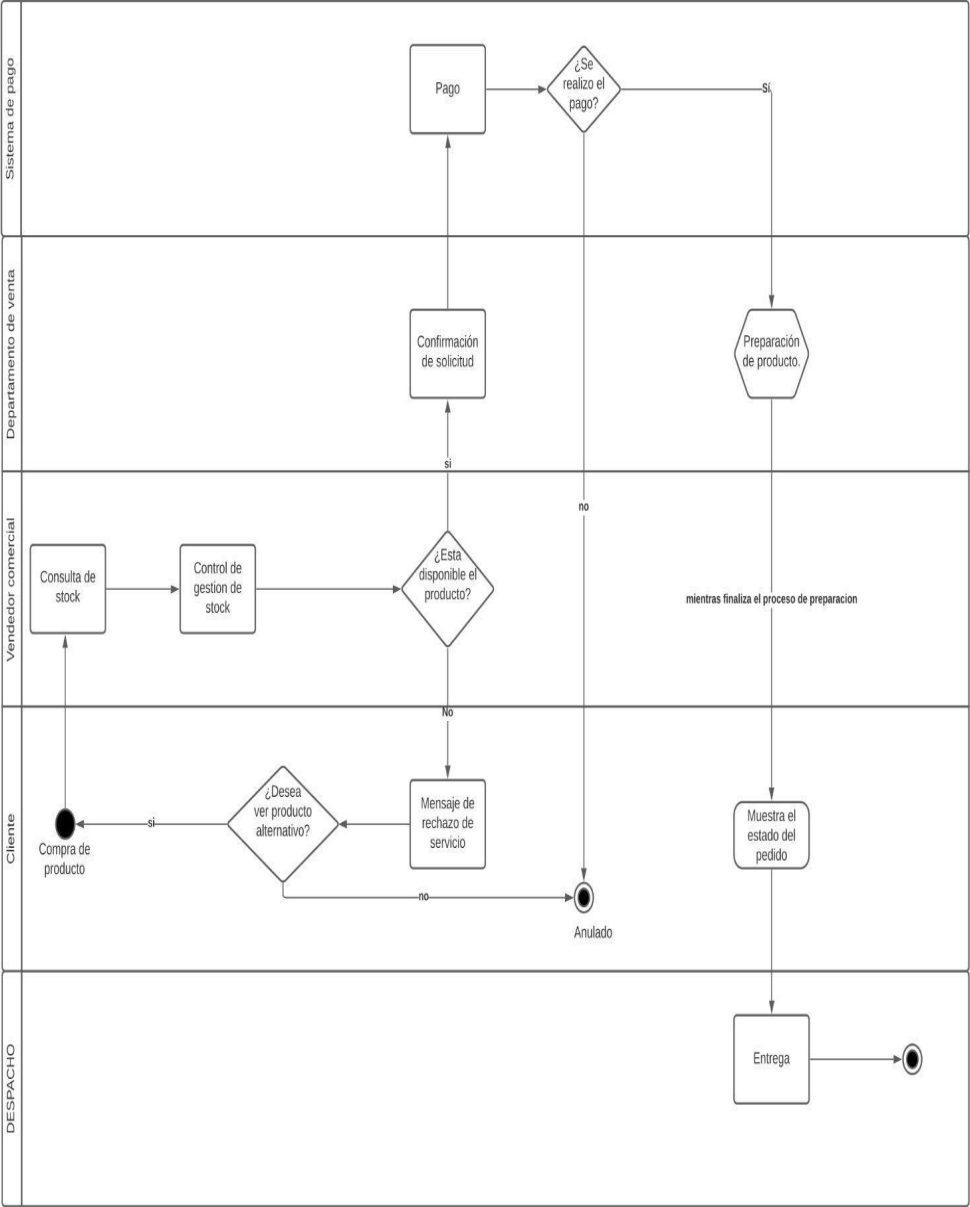 Sistema de pago
Pago
¿Se
realizo el
pago?
Sí
Departamento de venta
Confirmación
de solicitud
Preparación
de producto.
si
Vendedor comercial
Consulta de
stock
Control de
gestion de
stock
¿Esta
disponible el
producto?
no
mientras finaliza el proceso de preparacion
No
Cliente
Compra de
producto
si
¿Desea
ver producto
alternativo?
Mensaje de
rechazo de
servicio
Muestra el
estado del
pedido
no
Anulado
DESPACHO
Entrega